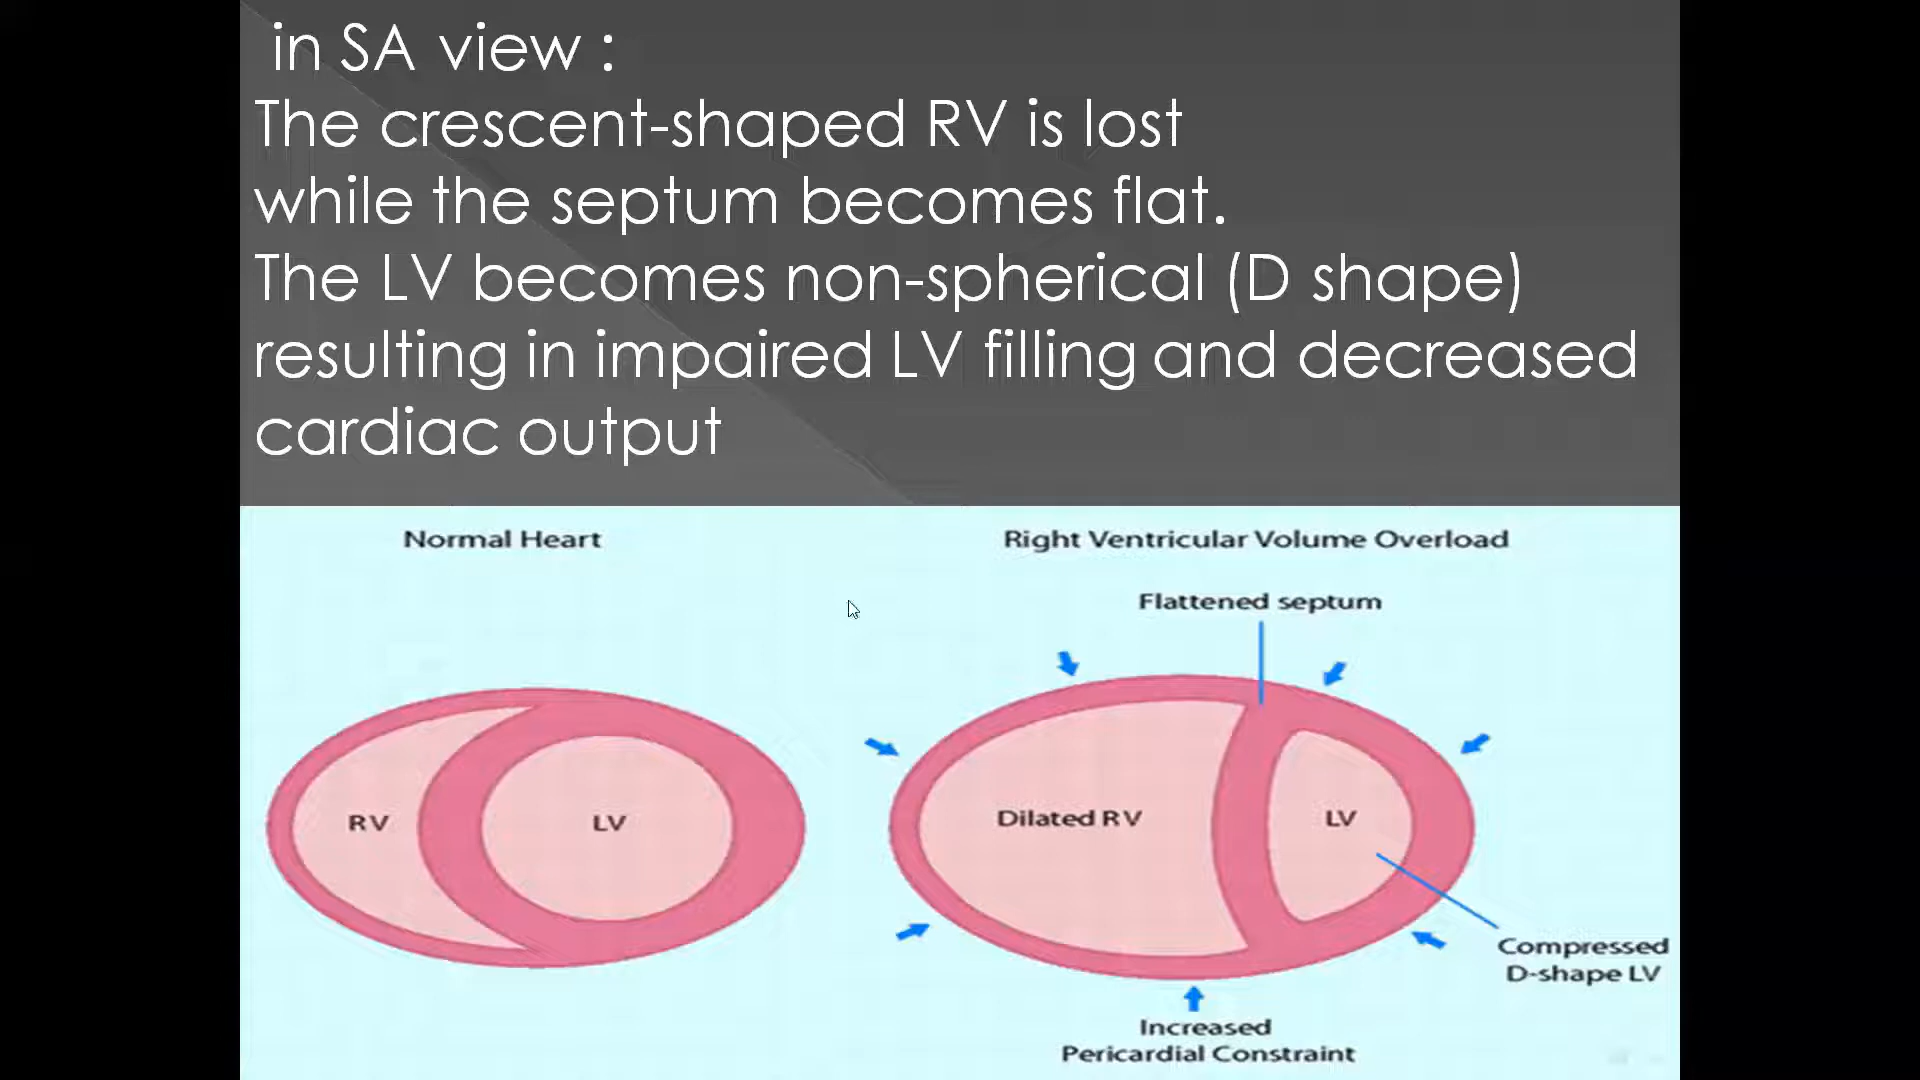 in SA view :
The crescent-shaped RV is lost
while the septum becomes flat.
The LV becomes non-spherical (D shape)
resulting in impaired LV filling and decreased
cardiac output
Normal Heart
Right Ventricular Volume Overload
Flattened septum
RV
LV
Dilated RV
LV
Compressed
D-shape LV
Increased
Pericardial Constraint